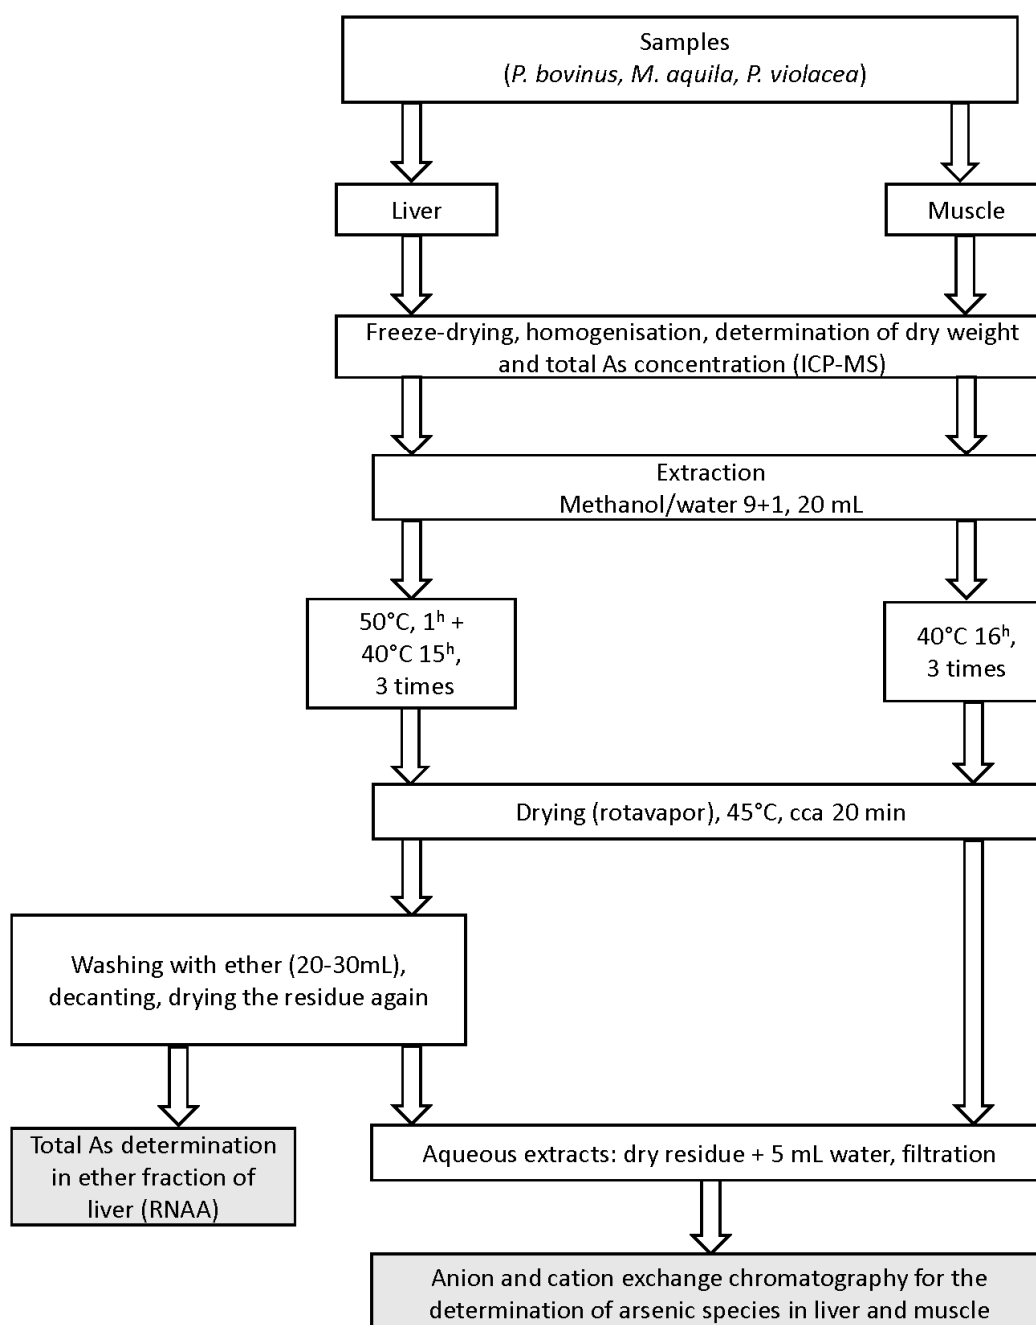 Samples
(P. bovinus, M. aquila, P. violacea)
Liver
Muscle
Freeze-drying, homogenisation, determination of dry weight
and total As concentration (ICP-MS)
Extraction
Methanol/water 9+1, 20 mL
50°C, 1ʰ +
40°C 15ʰ,
3 times
40°C 16ʰ,
3 times
Drying (rotavapor), 45°C, cca 20 min
Washing with ether (20-30mL),
decanting, drying the residue again
Total As determination
in ether fraction of
liver (RNAA)
Aqueous extracts: dry residue + 5 mL water, filtration
Anion and cation exchange chromatography for the
determination of arsenic species in liver and muscle